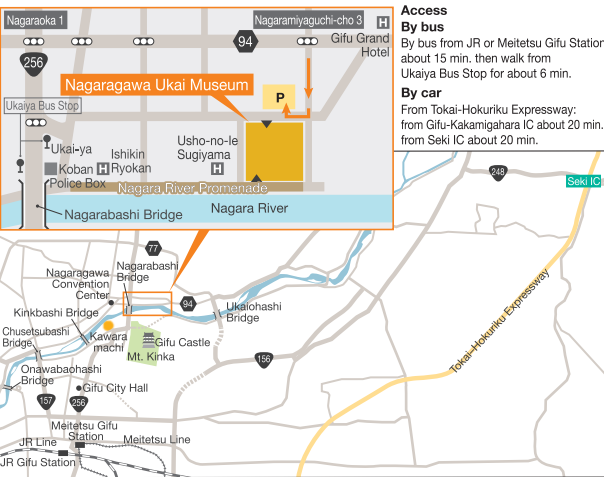 Nagaraoka 1
Nagaramiyaguchi-cho 3
H
94
Gifu Grand
Hotel
256
Nagaragawa Ukai Museum
P
Ukaiya Bus Stop
Ukai-ya
Usho-no-Ie
Sugiyama
H
Ishikin
Ryokan
H
Koban
Police Box
Nagara River Promenade
Nagara River
Nagarabashi Bridge
Access
By bus
By bus from JR or Meitetsu Gifu Station
about 15 min. then walk from
Ukaiya Bus Stop for about 6 min.
By car
From Tokai-Hokuriku Expressway:
from Gifu-Kakamigahara IC about 20 min.
from Seki IC about 20 min.
248
Seki IC
77
Nagaragawa
Convention
Center
Nagarabashi
Bridge
94
Ukaiohashi
Bridge
Kinkbashi Bridge
Chusetsubashi
Bridge
Kawara
machi
Gifu Castle
Mt. Kinka
Tokai-Hokuriku Expressway
156
Onawabaohashi
Bridge
Gifu City Hall
157
256
Meitetsu Gifu
Station
Meitetsu Line
JR Line
JR Gifu Station